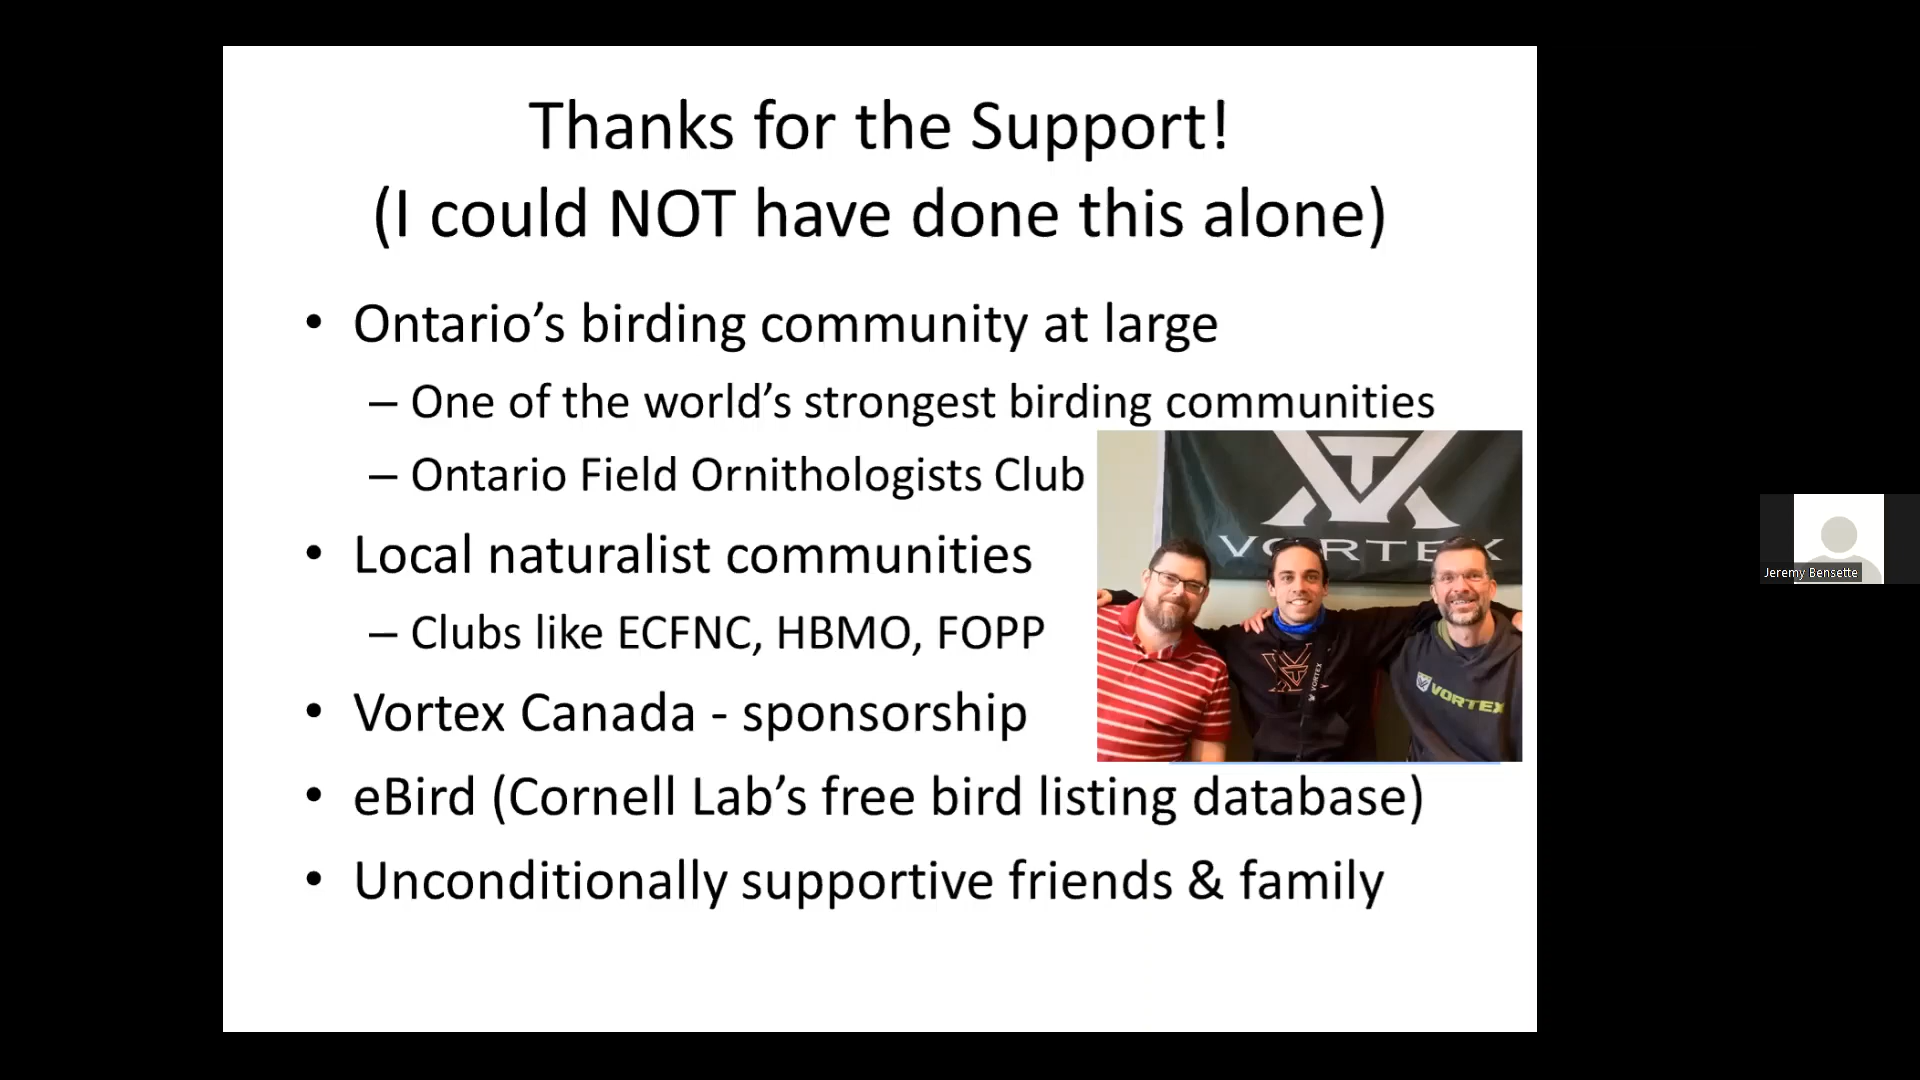 Thanks for the Support!
(I could NOT have done this alone)
• Ontario’s birding community at large
– One of the world’s strongest birding communities
– Ontario Field Ornithologists Club
• Local naturalist communities
– Clubs like ECFNC, HBMO, FOPP
• Vortex Canada - sponsorship
• eBird (Cornell Lab’s free bird listing database)
• Unconditionally supportive friends & family
VORTEX
VORTEX
VORTEX
Jeremy Bensette